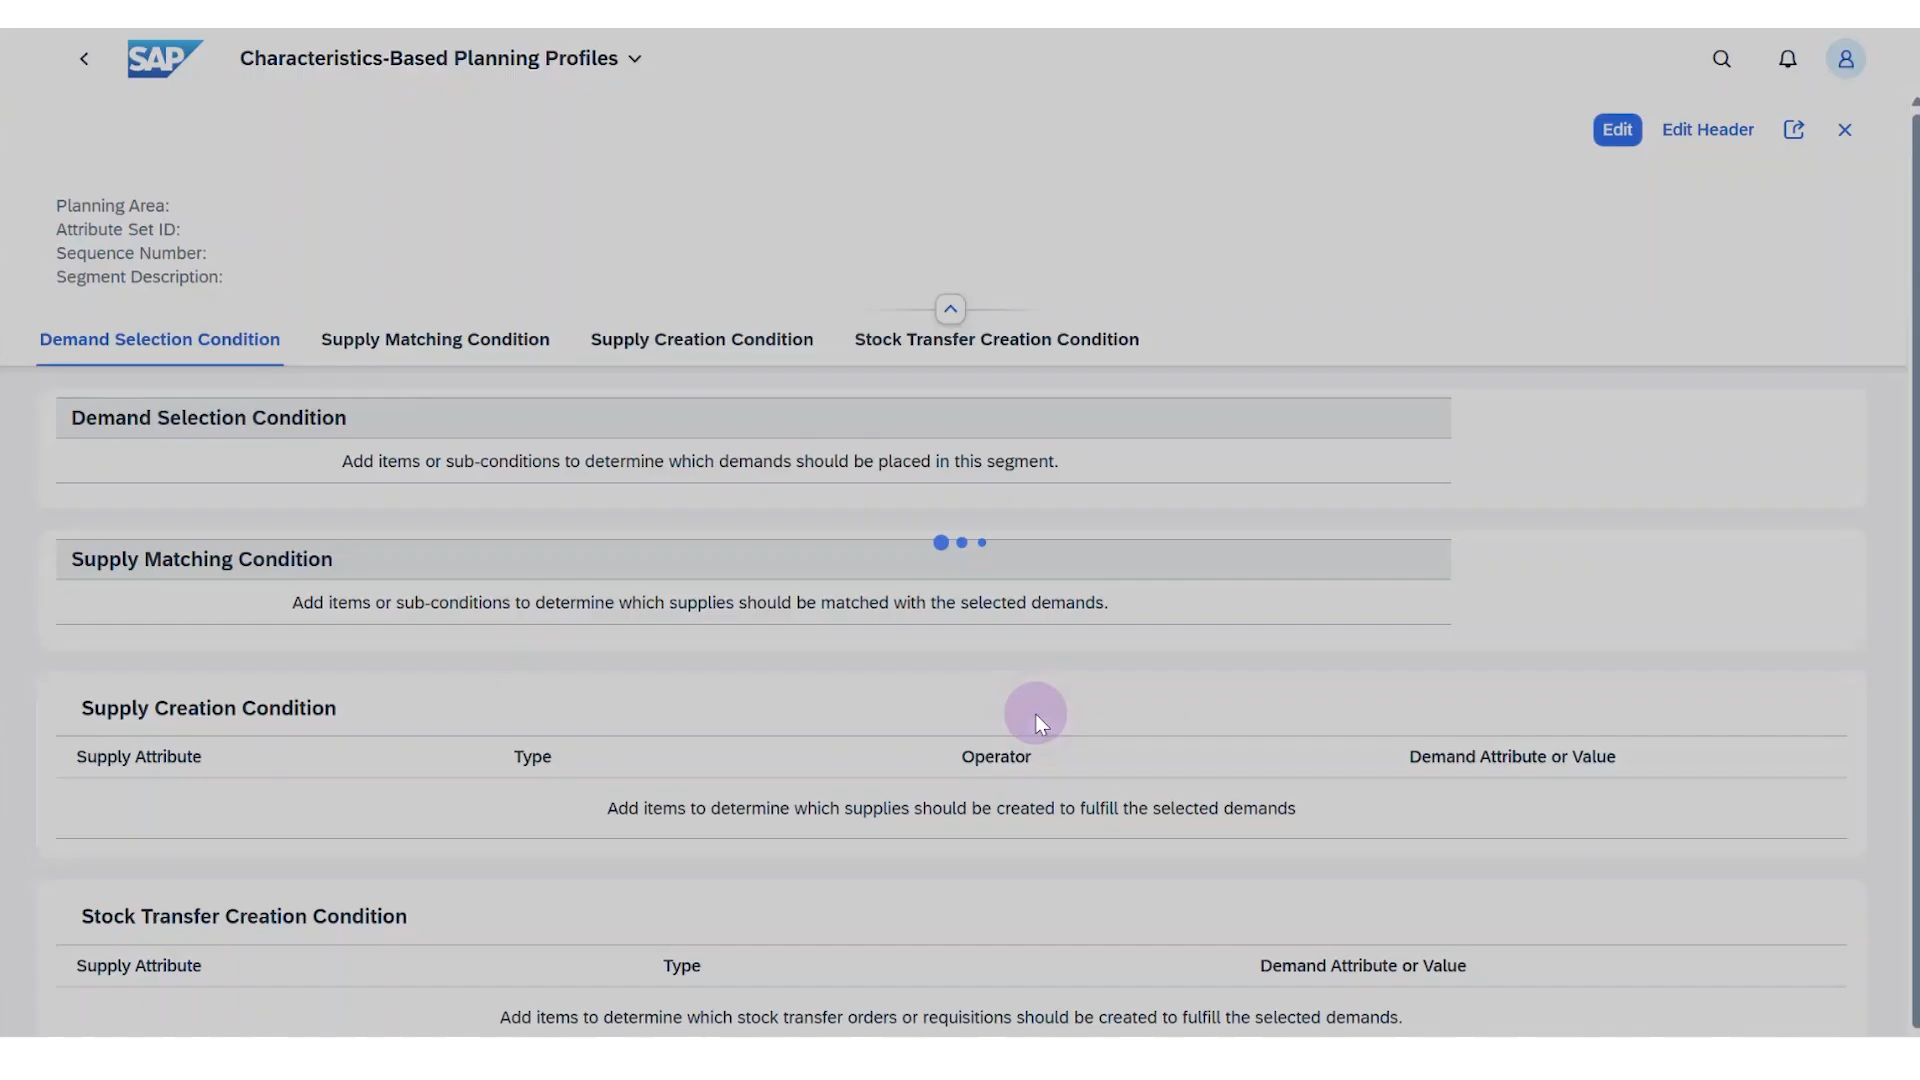 SAP Characteristics-Based Planning Profiles
Edit Edit Header
Planning Area:
Attribute Set ID:
Sequence Number:
Segment Description:
Demand Selection Condition Supply Matching Condition Supply Creation Condition Stock Transfer Creation Condition
Demand Selection Condition
Add items or sub-conditions to determine which demands should be placed in this segment.
Supply Matching Condition
Add items or sub-conditions to determine which supplies should be matched with the selected demands.
Supply Creation Condition
Supply Attribute Type Operator Demand Attribute or Value
Add items to determine which supplies should be created to fulfill the selected demands
Stock Transfer Creation Condition
Supply Attribute Type Demand Attribute or Value
Add items to determine which stock transfer orders or requisitions should be created to fulfill the selected demands.